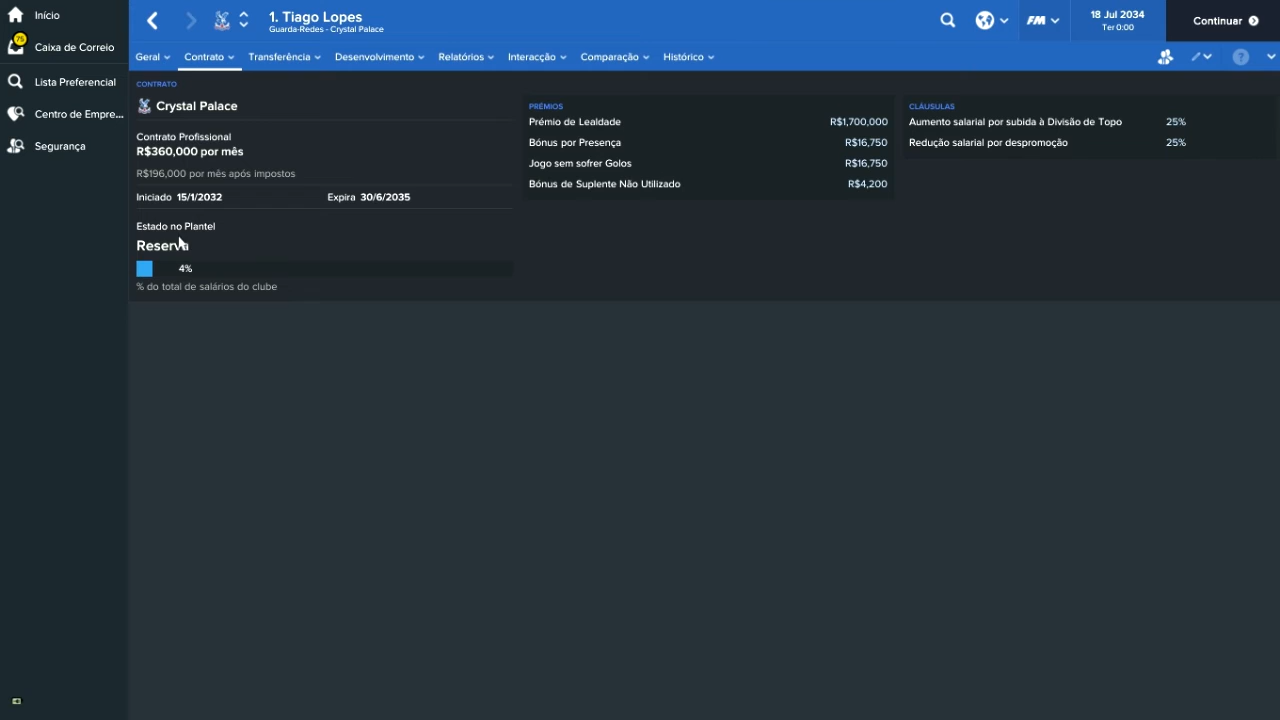 Início
1. Tiago Lopes
Guarda-Redes - Crystal Palace
FM
18 Jul 2034
Ter 0:00
Continuar
75
Caixa de Correio
Geral
Contrato
Transferência
Desenvolvimento
Relatórios
Interacção
Comparação
Histórico
?
Lista Preferencial
Centro de Empre...
Segurança
CONTRATO
Crystal Palace
Contrato Profissional
R$360,000 por mês
R$196,000 por mês após impostos
Iniciado 15/1/2032
Expira 30/6/2035
Estado no Plantel
Reserva
4%
% do total de salários do clube
PRÉMIOS
Prémio de Lealdade R$1,700,000
Bónus por Presença R$16,750
Jogo sem sofrer Golos R$16,750
Bónus de Suplente Não Utilizado R$4,200
CLÁUSULAS
Aumento salarial por subida à Divisão de Topo 25%
Redução salarial por despromoção 25%